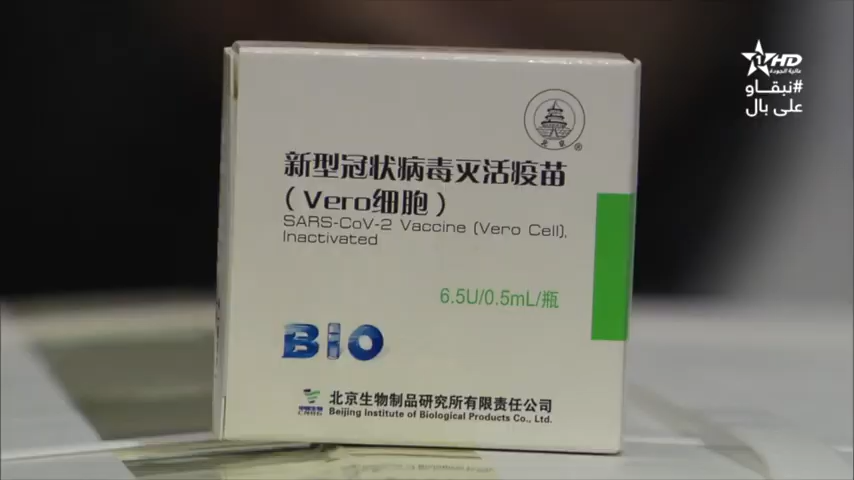 HD
عالية الجودة
#نبقاو
على بال
新型冠状病毒灭活疫苗
（Vero细胞）
SARS-CoV-2 Vaccine (Vero Cell),
Inactivated
6.5U/0.5mL/瓶
BIO
北京生物制品研究所有限责任公司
Beijing Institute of Biological Products Co., Ltd.